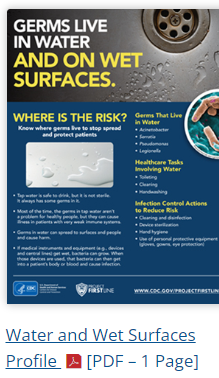 GERMS LIVE
IN WATER
AND ON WET
SURFACES.
WHERE IS THE RISK?
Know where germs live to stop spread
and protect patients
Germs That Live
in Water
• Acinetobacter
• Serratia
• Pseudomonas
• Legionella
Healthcare Tasks
Involving Water
• Toileting
• Cleaning
• Handwashing
Infection Control Actions
to Reduce Risk
• Cleaning and disinfection
• Device sterilization
• Hand hygiene
• Use of personal protective equipment
(gloves, gowns, eye protection)
• Tap water is safe to drink, but it is not sterile.
It always has some germs in it.
• Most of the time, the germs in tap water aren't
a problem for healthy people, but they can cause
illness in patients with very weak immune systems.
• Germs in water can spread to surfaces and people
and cause harm.
• If medical instruments and equipment (e.g., devices
and central lines) get wet, bacteria can grow. When
those devices are used, that bacteria can then get
into a patient's body or blood and cause infection.
CDC
PROJECT
FIRSTLINE
WWW.CDC.GOV/PROJECTFIRSTLI
Water and Wet Surfaces
Profile [PDF – 1 Page]